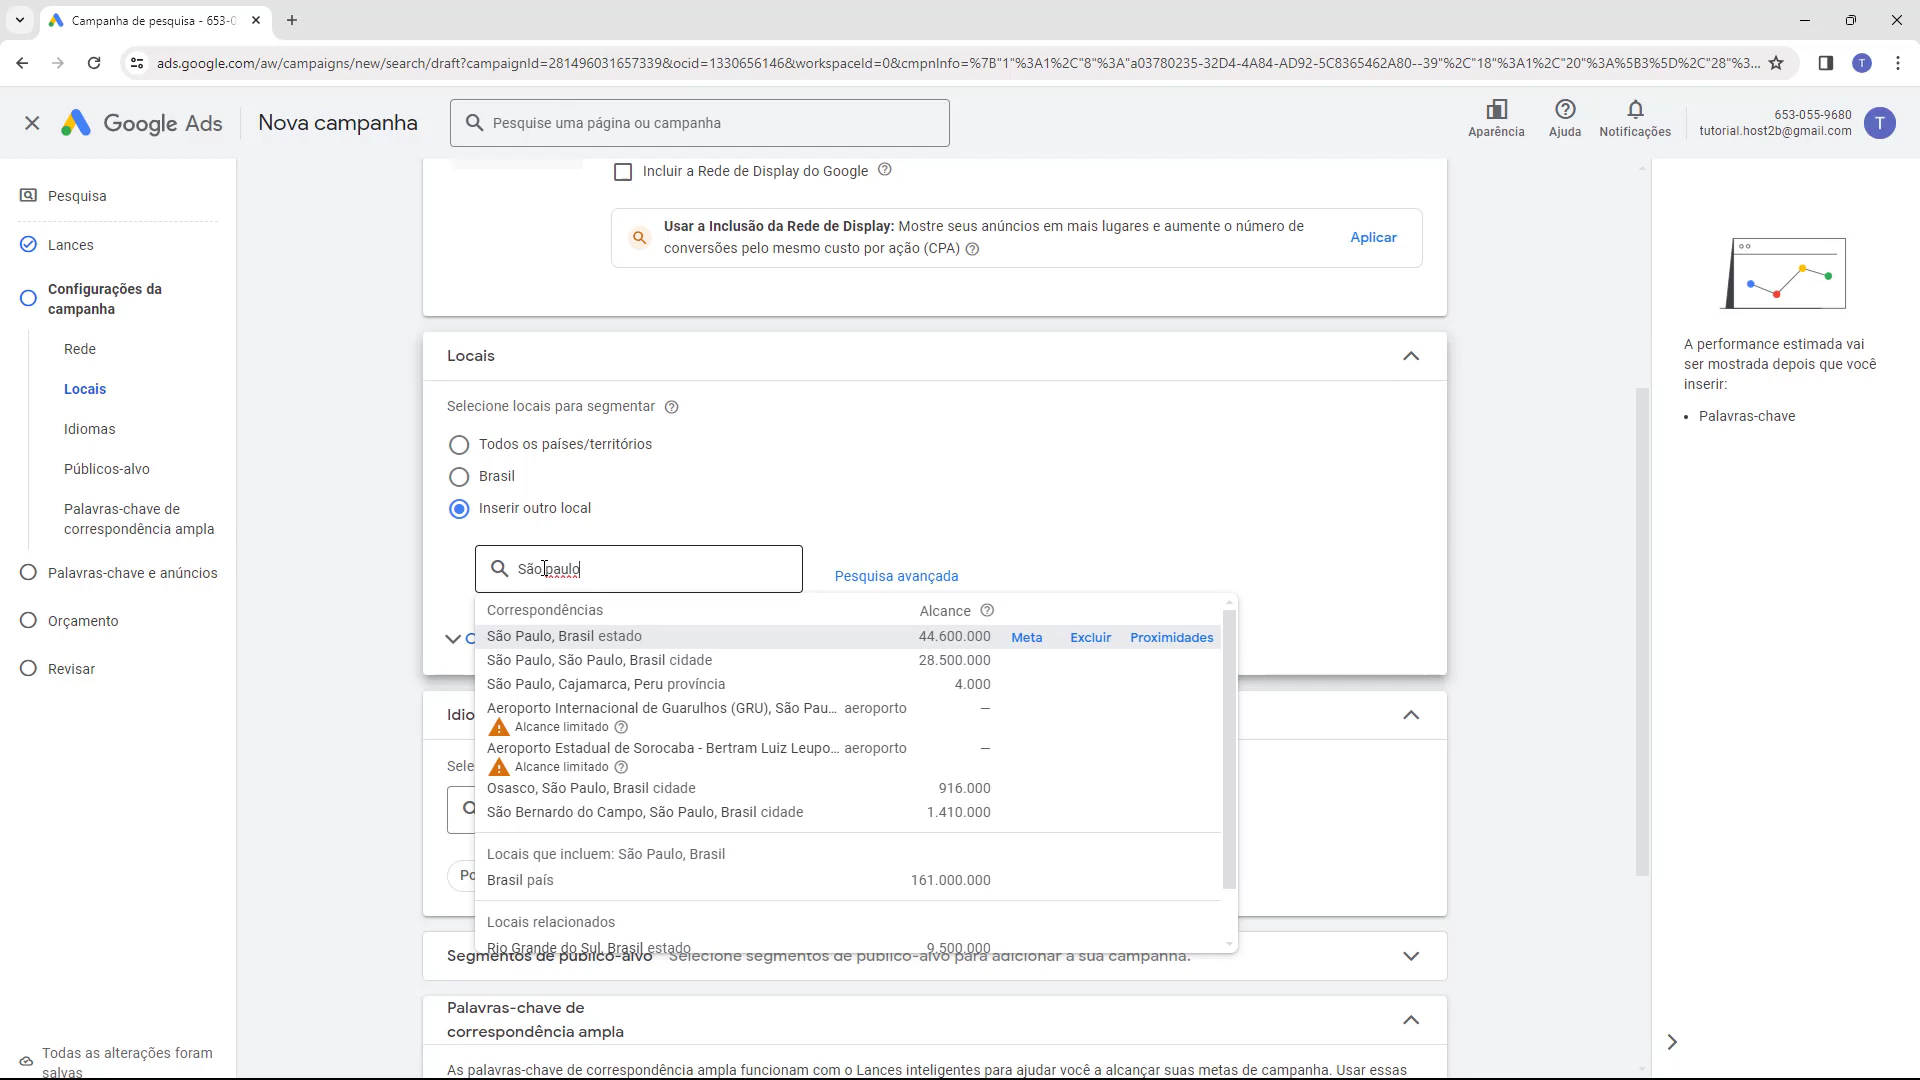 Campanha de pesquisa - 653-0
ads.google.com/aw/campaigns/new/search/draft?campaignId=281496031657339&ocid=1330656146&workspaceId=0&cmpnInfo=%7B"1"%3A1%2C"8"%3A"a03780235-32D4-4A84-AD92-5C8365462A80--39"%2C"18"%3A1%2C"20"%3A%5B3%5D%2C"28"%3...
T
Google Ads
Nova campanha
Pesquise uma página ou campanha
Aparência
Ajuda
Notificações
653-055-9680
tutorial.host2b@gmail.com
T
Pesquisa
Lances
Configurações da
campanha
Rede
Locais
Idiomas
Públicos-alvo
Palavras-chave de
correspondência ampla
Palavras-chave e anúncios
Orçamento
Revisar
Todas as alterações foram
salvas
Incluir a Rede de Display do Google
Usar a Inclusão da Rede de Display: Mostre seus anúncios em mais lugares e aumente o número de
conversões pelo mesmo custo por ação (CPA)
Aplicar
Locais
Selecione locais para segmentar
Todos os países/territórios
Brasil
Inserir outro local
São paulo
Pesquisa avançada
Correspondências Alcance
São Paulo, Brasil estado 44.600.000 Meta Excluir Proximidades
São Paulo, São Paulo, Brasil cidade 28.500.000
São Paulo, Cajamarca, Peru província 4.000
Aeroporto Internacional de Guarulhos (GRU), São Pau... aeroporto —
Alcance limitado
Aeroporto Estadual de Sorocaba - Bertram Luiz Leupo... aeroporto —
Alcance limitado
Osasco, São Paulo, Brasil cidade 916.000
São Bernardo do Campo, São Paulo, Brasil cidade 1.410.000
Locais que incluem: São Paulo, Brasil
Brasil país 161.000.000
Locais relacionados
Rio Grande do Sul, Brasil estado 9.500.000
Idio
Sele
Po
Segmentos de público-alvo Selecione segmentos de público-alvo para adicionar à sua campanha.
Palavras-chave de
correspondência ampla
As palavras-chave de correspondência ampla funcionam com o Lances inteligentes para ajudar você a alcançar suas metas de campanha. Usar essas
A performance estimada vai
ser mostrada depois que você
inserir:
• Palavras-chave